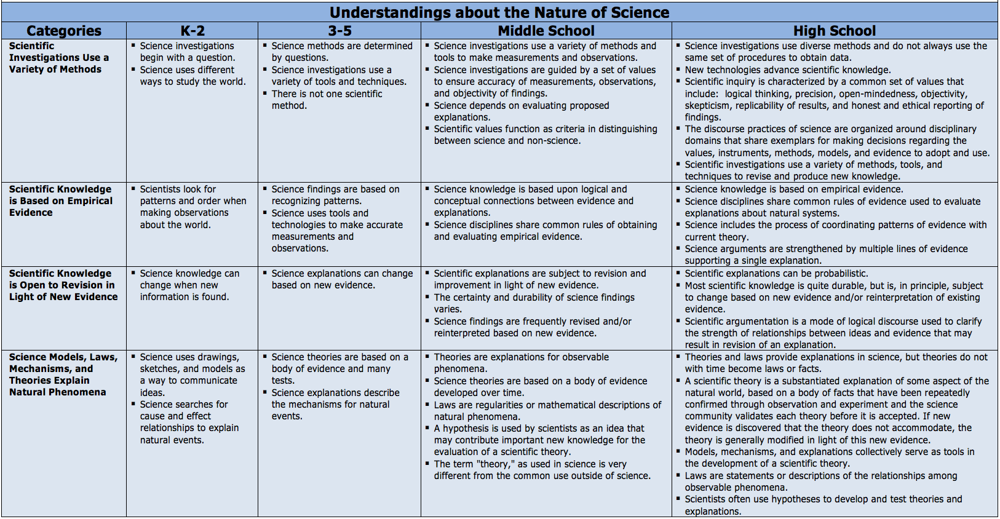 Understandings about the Nature of Science
Categories
K-2
3-5
Middle School
High School
Scientific
Investigations Use a
Variety of Methods
▪ Science investigations
begin with a question.
▪ Science uses different
ways to study the world.
▪ Science methods are determined
by questions.
▪ Science investigations use a
variety of tools and techniques.
▪ There is not one scientific
method.
▪ Science investigations use a variety of methods and
tools to make measurements and observations.
▪ Science investigations are guided by a set of values
to ensure accuracy of measurements, observations,
and objectivity of findings.
▪ Science depends on evaluating proposed
explanations.
▪ Scientific values function as criteria in distinguishing
between science and non-science.
▪ Science investigations use diverse methods and do not always use the
same set of procedures to obtain data.
▪ New technologies advance scientific knowledge.
▪ Scientific inquiry is characterized by a common set of values that
include:  logical thinking, precision, open-mindedness, objectivity,
skepticism, replicability of results, and honest and ethical reporting of
findings.
▪ The discourse practices of science are organized around disciplinary
domains that share exemplars for making decisions regarding the
values, instruments, methods, models, and evidence to adopt and use.
▪ Scientific investigations use a variety of methods, tools, and
techniques to revise and produce new knowledge.
Scientific Knowledge
is Based on Empirical
Evidence
▪ Scientists look for
patterns and order when
making observations
about the world.
▪ Science findings are based on
recognizing patterns.
▪ Science uses tools and
technologies to make accurate
measurements and
observations.
▪ Science knowledge is based upon logical and
conceptual connections between evidence and
explanations.
▪ Science disciplines share common rules of obtaining
and evaluating empirical evidence.
▪ Science knowledge is based on empirical evidence.
▪ Science disciplines share common rules of evidence used to evaluate
explanations about natural systems.
▪ Science includes the process of coordinating patterns of evidence with
current theory.
▪ Science arguments are strengthened by multiple lines of evidence
supporting a single explanation.
Scientific Knowledge
is Open to Revision in
Light of New Evidence
▪ Science knowledge can
change when new
information is found.
▪ Science explanations can change
based on new evidence.
▪ Scientific explanations are subject to revision and
improvement in light of new evidence.
▪ The certainty and durability of science findings
varies.
▪ Science findings are frequently revised and/or
reinterpreted based on new evidence.
▪ Scientific explanations can be probabilistic.
▪ Most scientific knowledge is quite durable, but is, in principle, subject
to change based on new evidence and/or reinterpretation of existing
evidence.
▪ Scientific argumentation is a mode of logical discourse used to clarify
the strength of relationships between ideas and evidence that may
result in revision of an explanation.
Science Models, Laws,
Mechanisms, and
Theories Explain
Natural Phenomena
▪ Science uses drawings,
sketches, and models as
a way to communicate
ideas.
▪ Science searches for
cause and effect
relationships to explain
natural events.
▪ Science theories are based on a
body of evidence and many
tests.
▪ Science explanations describe
the mechanisms for natural
events.
▪ Theories are explanations for observable
phenomena.
▪ Science theories are based on a body of evidence
developed over time.
▪ Laws are regularities or mathematical descriptions of
natural phenomena.
▪ A hypothesis is used by scientists as an idea that
may contribute important new knowledge for the
evaluation of a scientific theory.
▪ The term "theory," as used in science is very
different from the common use outside of science.
▪ Theories and laws provide explanations in science, but theories do not
with time become laws or facts.
▪ A scientific theory is a substantiated explanation of some aspect of the
natural world, based on a body of facts that have been repeatedly
confirmed through observation and experiment and the science
community validates each theory before it is accepted. If new
evidence is discovered that the theory does not accommodate, the
theory is generally modified in light of this new evidence.
▪ Models, mechanisms, and explanations collectively serve as tools in
the development of a scientific theory.
▪ Laws are statements or descriptions of the relationships among
observable phenomena.
▪ Scientists often use hypotheses to develop and test theories and
explanations.